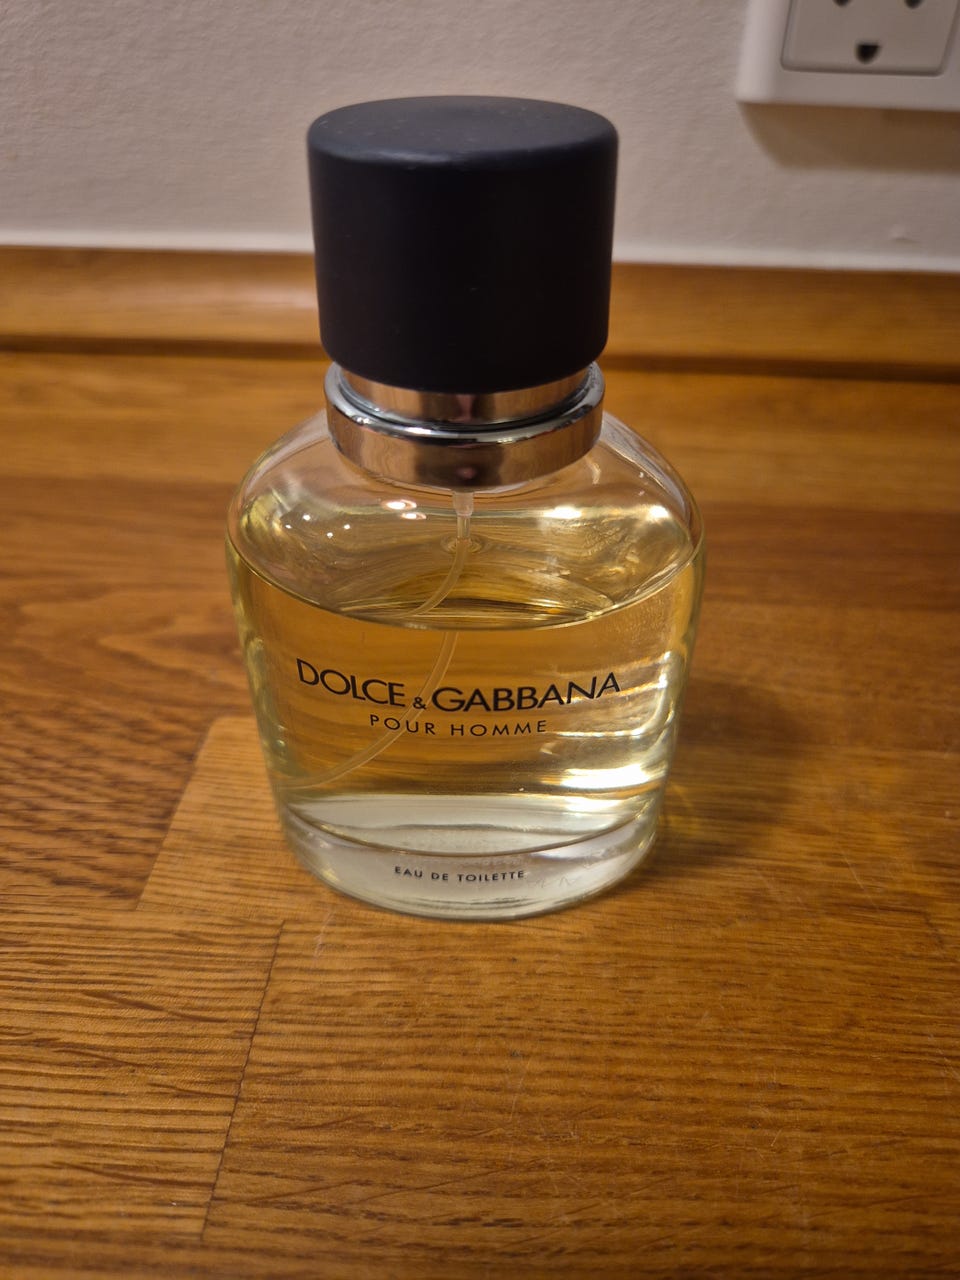 DOLCE & GABBANA
POUR HOMME
EAU DE TOILETTE